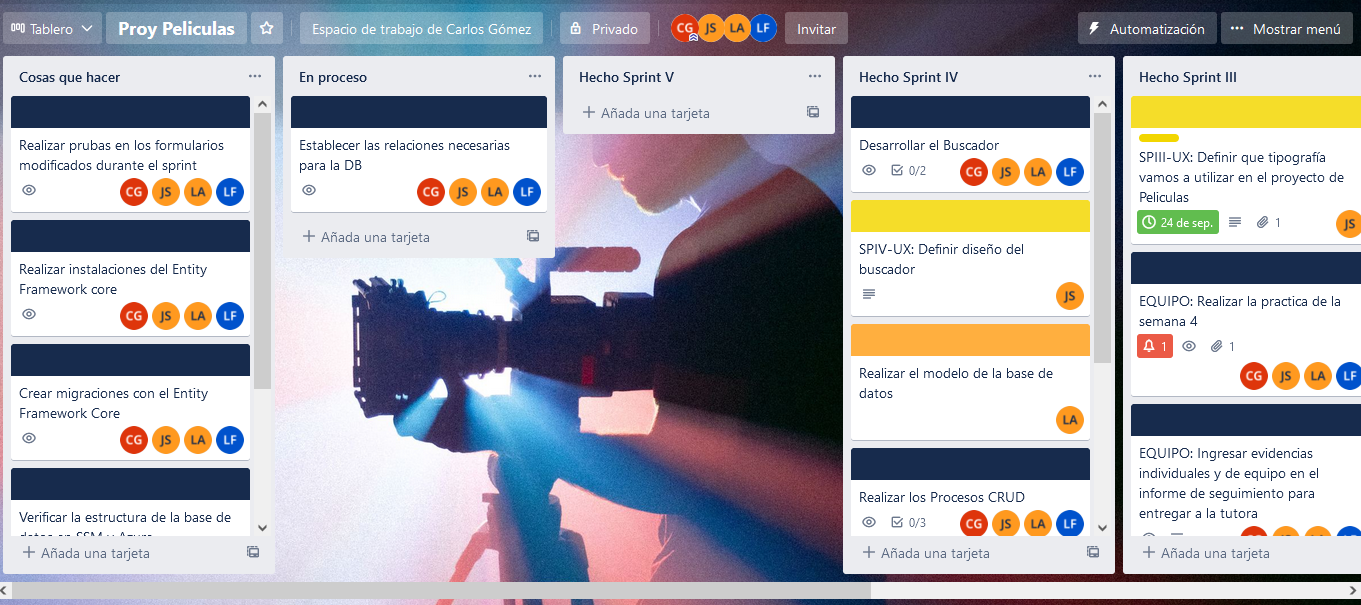 Tablero
Proy Peliculas
Espacio de trabajo de Carlos Gómez
Privado
CG JS LA LF
Invitar
Automatización
Mostrar menú
Cosas que hacer
Realizar prubas en los formularios
modificados durante el sprint
CG JS LA LF
Realizar instalaciones del Entity
Framework core
CG JS LA LF
Crear migraciones con el Entity
Framework Core
CG JS LA LF
Verificar la estructura de la base de
datos en SSM y Azure
Añada una tarjeta
En proceso
Establecer las relaciones necesarias
para la DB
CG JS LA LF
Añada una tarjeta
Hecho Sprint V
Añada una tarjeta
Hecho Sprint IV
Desarrollar el Buscador
0/2 CG JS LA LF
SPIV-UX: Definir diseño del
buscador
JS
Realizar el modelo de la base de
datos
LA
Realizar los Procesos CRUD
0/3 CG JS LA LF
Añada una tarjeta
Hecho Sprint III
SPIII-UX: Definir que tipografía
vamos a utilizar en el proyecto de
Peliculas
24 de sep. 1 JS
EQUIPO: Realizar la practica de la
semana 4
1 1
CG JS LA LF
EQUIPO: Ingresar evidencias
individuales y de equipo en el
informe de seguimiento para
entregar a la tutora
Añada una tarjeta